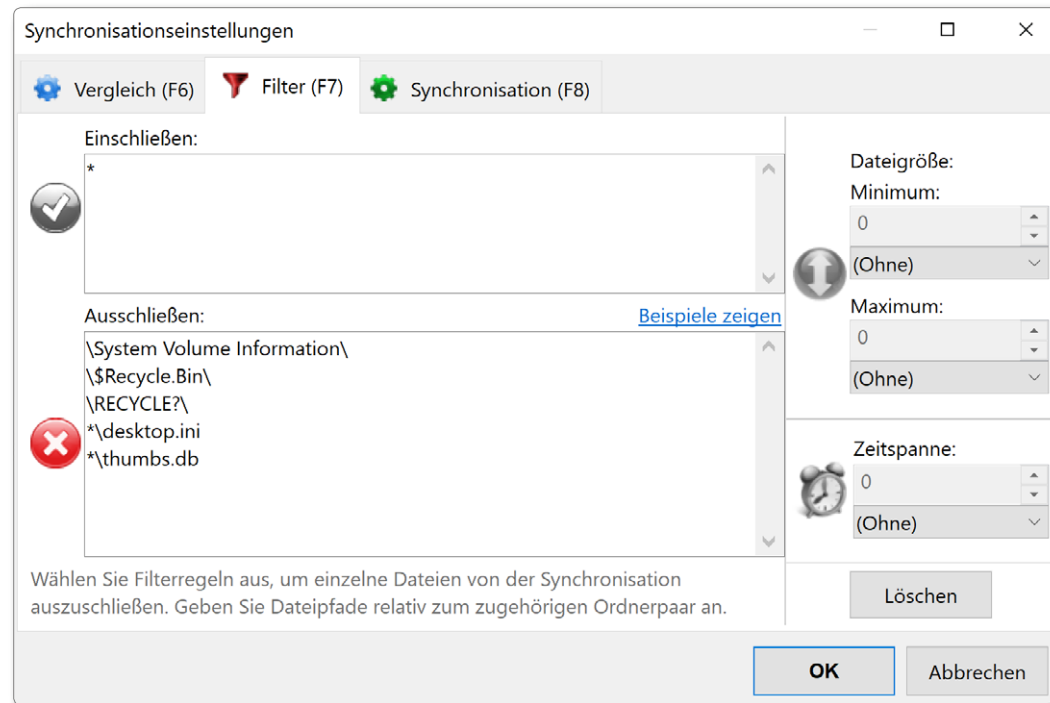 Synchronisationseinstellungen
Vergleich (F6)
Filter (F7)
Synchronisation (F8)
Einschließen:
*
Ausschließen:
Beispiele zeigen
\System Volume Information\
\$Recycle.Bin\
\RECYCLE?\
*\desktop.ini
*\thumbs.db
Wählen Sie Filterregeln aus, um einzelne Dateien von der Synchronisation
auszuschließen. Geben Sie Dateipfade relativ zum zugehörigen Ordnerpaar an.
Dateigröße:
Minimum:
0
(Ohne)
Maximum:
0
(Ohne)
Zeitspanne:
0
(Ohne)
Löschen
OK
Abbrechen